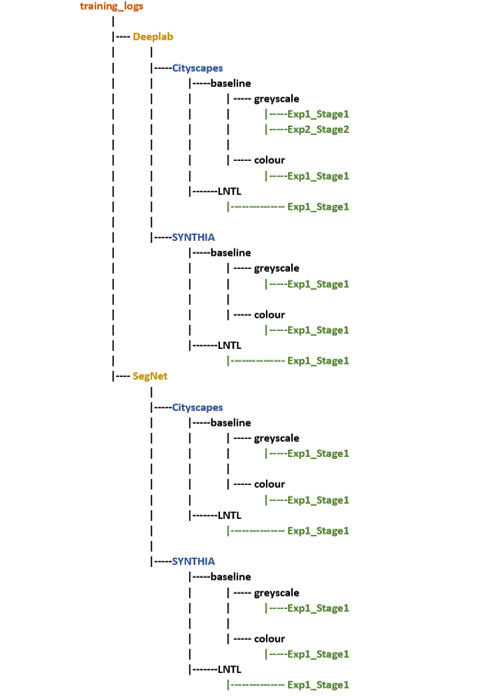 training_logs
|---- Deeplab
|
|-----Cityscapes
|-----baseline
| ----- greyscale
|-----Exp1_Stage1
|-----Exp2_Stage2
| ----- colour
|-----Exp1_Stage1
|-------LNTL
|--------------- Exp1_Stage1
|-----SYNTHIA
|-----baseline
| ----- greyscale
|-----Exp1_Stage1
| ----- colour
|-----Exp1_Stage1
|-------LNTL
|--------------- Exp1_Stage1
|---- SegNet
|
|-----Cityscapes
|-----baseline
| ----- greyscale
|-----Exp1_Stage1
| ----- colour
|-----Exp1_Stage1
|-------LNTL
|--------------- Exp1_Stage1
|-----SYNTHIA
|-----baseline
| ----- greyscale
|-----Exp1_Stage1
| ----- colour
|-----Exp1_Stage1
|-------LNTL
|--------------- Exp1_Stage1